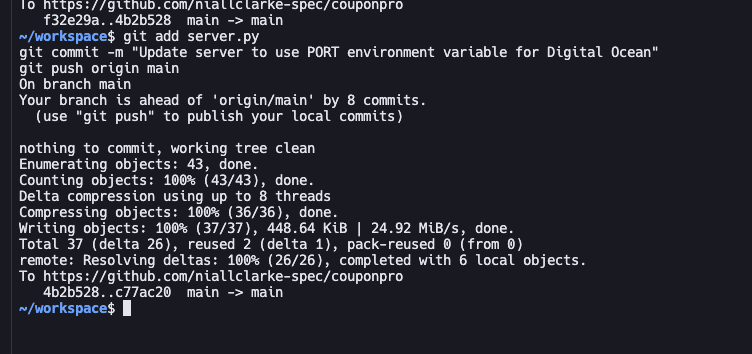 To https://github.com/niallclarke-spec/couponpro
f32e29a..4b2b528 main -> main
~/workspace$ git add server.py
git commit -m "Update server to use PORT environment variable for Digital Ocean"
git push origin main
On branch main
Your branch is ahead of 'origin/main' by 8 commits.
(use "git push" to publish your local commits)

nothing to commit, working tree clean
Enumerating objects: 43, done.
Counting objects: 100% (43/43), done.
Delta compression using up to 8 threads
Compressing objects: 100% (36/36), done.
Writing objects: 100% (37/37), 448.64 KiB | 24.92 MiB/s, done.
Total 37 (delta 26), reused 2 (delta 1), pack-reused 0 (from 0)
remote: Resolving deltas: 100% (26/26), completed with 6 local objects.
To https://github.com/niallclarke-spec/couponpro
4b2b528..c77ac20 main -> main
~/workspace$